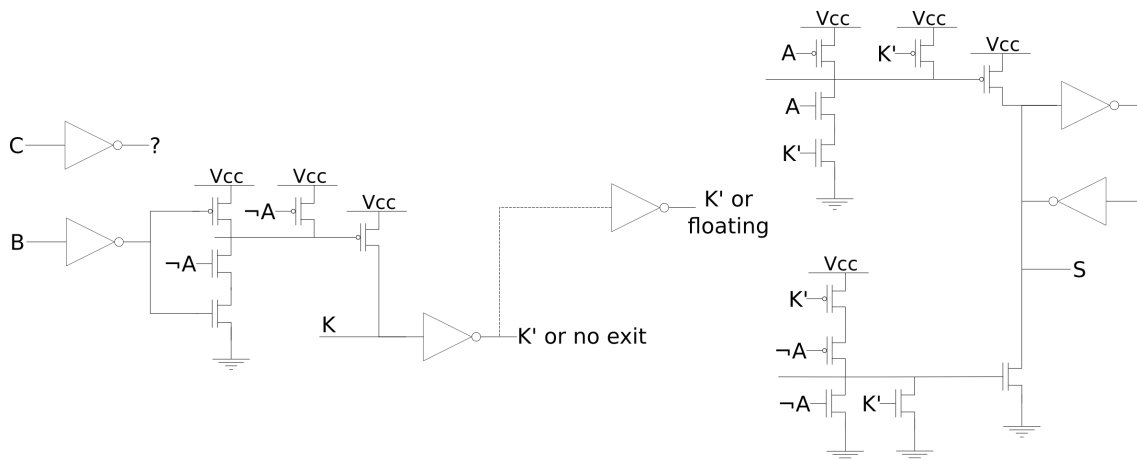 C
?
B
Vcc
Vcc
¬A
¬A
Vcc
K
K' or no exit
K' or
floating
Vcc
A
A
K'
Vcc
K'
Vcc
S
Vcc
K'
¬A
¬A
K'